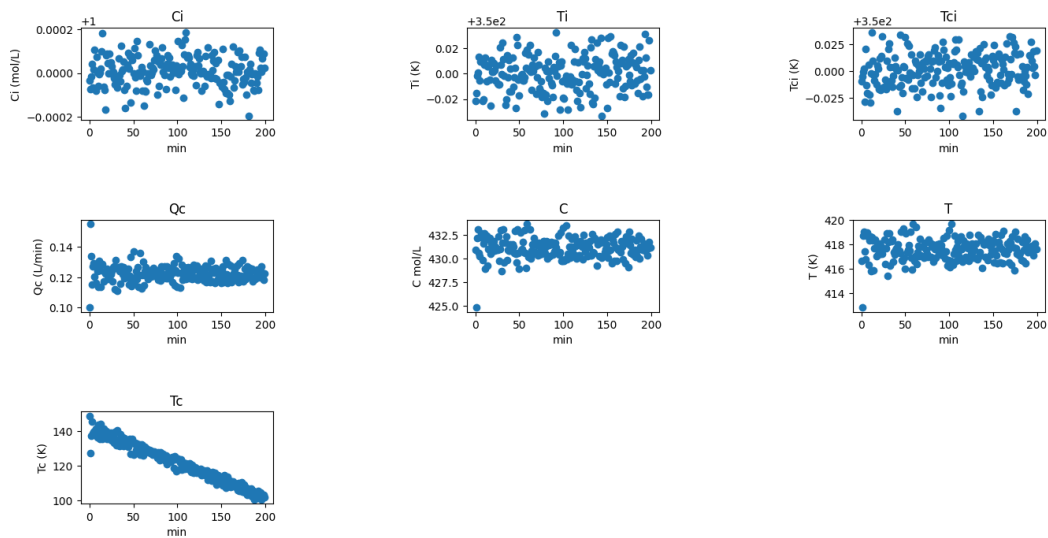 Ci
+1
Ci (mol/L)
0.0002
0.0000
−0.0002
0 50 100 150 200
min
Ti
+3.5e2
Ti (K)
0.02
0.00
−0.02
0 50 100 150 200
min
Tci
+3.5e2
Tci (K)
0.025
0.000
−0.025
0 50 100 150 200
min
Qc
Qc (L/min)
0.14
0.12
0.10
0 50 100 150 200
min
C
C mol/L
432.5
430.0
427.5
425.0
0 50 100 150 200
min
T
T (K)
420
418
416
414
0 50 100 150 200
min
Tc
Tc (K)
140
120
100
0 50 100 150 200
min